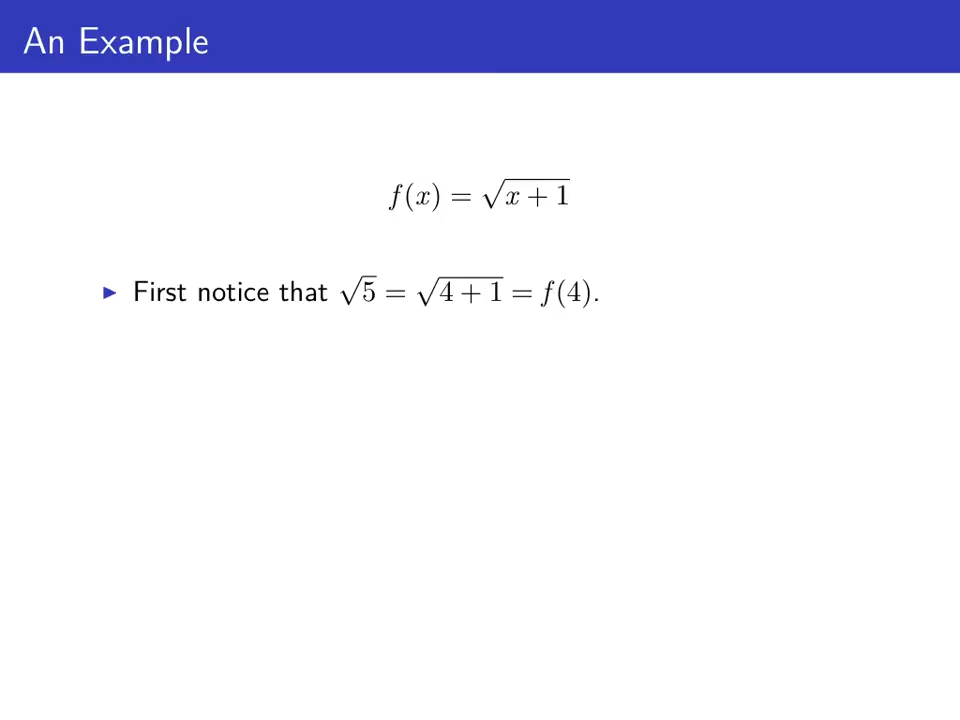 An Example
f(x) = √(x + 1)
▶ First notice that √5 = √(4 + 1) = f(4).